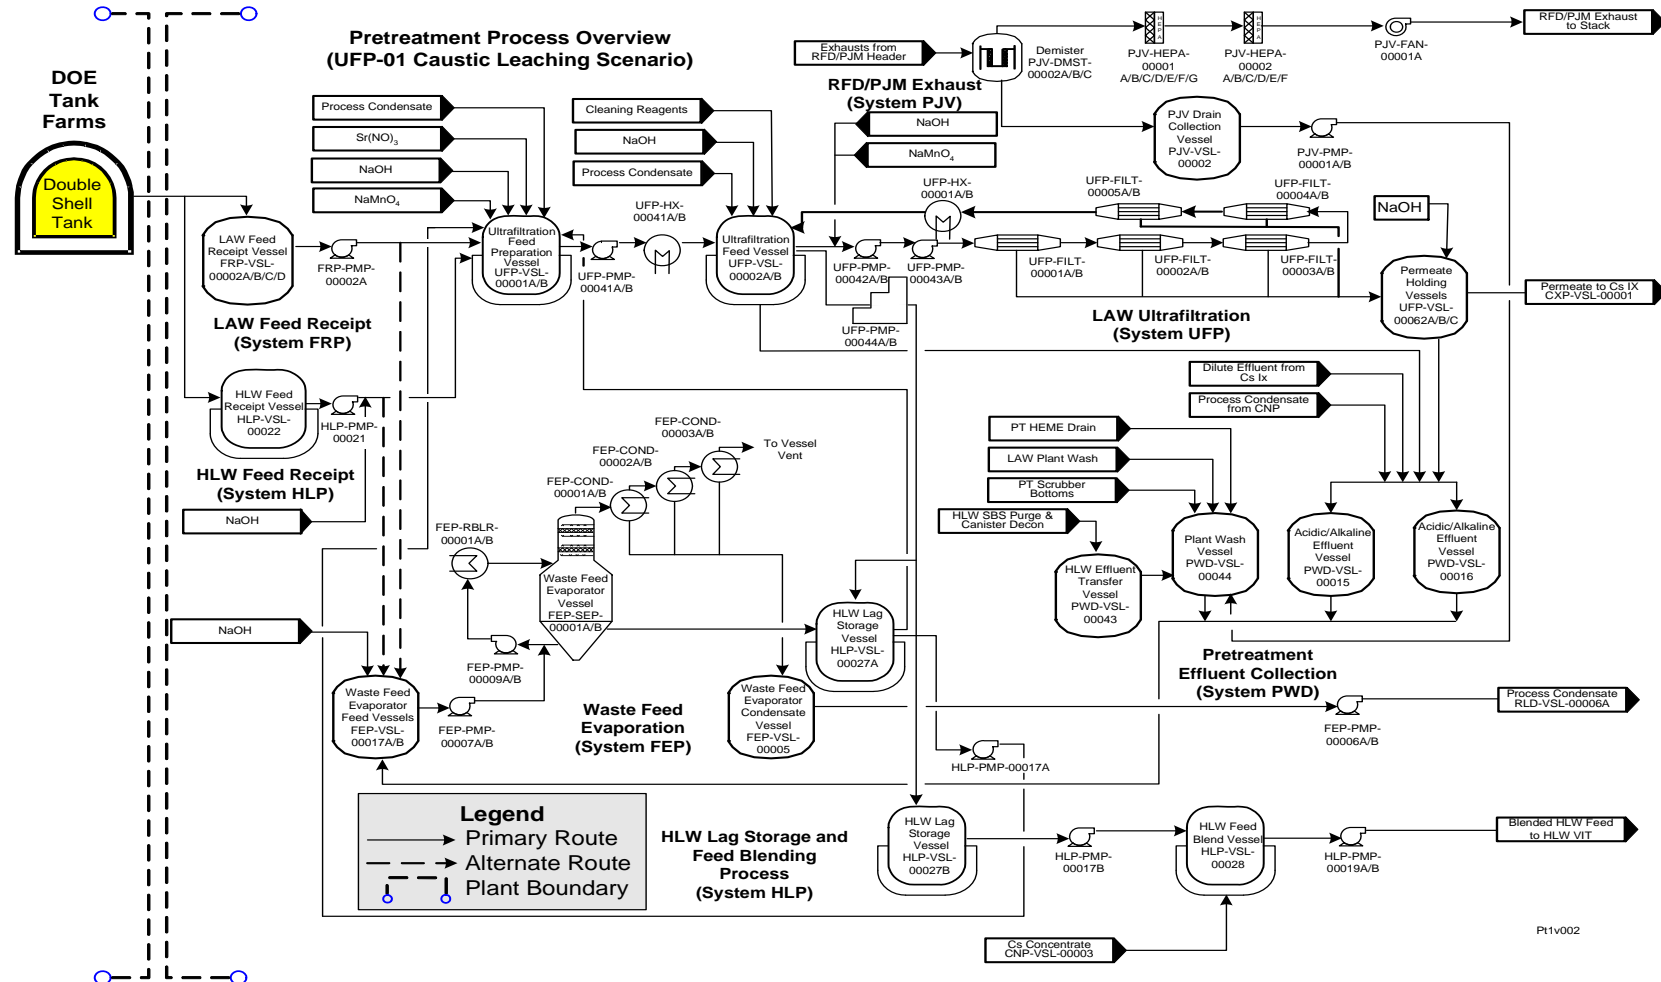 Pretreatment Process Overview
(UFP-01 Caustic Leaching Scenario)
DOE
Tank
Farms
Double
Shell
Tank
Process Condensate
Sr(NO)3
NaOH
NaMnO4
Cleaning Reagents
NaOH
Process Condensate
Exhausts from
RFD/PJM Header
Demister
PJV-DMST-
00002A/B/C
RFD/PJM Exhaust
(System PJV)
NaOH
NaMnO4
PJV-HEPA-
00001
A/B/C/D/E/F/G
PJV-HEPA-
00002
A/B/C/D/E/F
PJV-FAN-
00001A
RFD/PJM Exhaust
to Stack
PJV Drain
Collection
Vessel
PJV-VSL-
00002
PJV-PMP-
00001A/B
LAW Feed
Receipt Vessel
FRP-VSL-
00002A/B/C/D
FRP-PMP-
00002A
LAW Feed Receipt
(System FRP)
Ultrafiltration
Feed
Preparation
Vessel
UFP-VSL-
00001A/B
UFP-PMP-
00041A/B
UFP-HX-
00041A/B
Ultrafiltration
Feed Vessel
UFP-VSL-
00002A/B
UFP-PMP-
00042A/B
UFP-PMP-
00043A/B
UFP-PMP-
00044A/B
UFP-HX-
00001A/B
UFP-FILT-
00005A/B
UFP-FILT-
00004A/B
UFP-FILT-
00001A/B
UFP-FILT-
00002A/B
UFP-FILT-
00003A/B
LAW Ultrafiltration
(System UFP)
NaOH
Permeate
Holding
Vessels
UFP-VSL-
00062A/B/C
Permeate to Cs IX
CXP-VSL-00001
HLW Feed
Receipt Vessel
HLP-VSL-
00022
HLP-PMP-
00021
HLW Feed Receipt
(System HLP)
NaOH
FEP-RBLR-
00001A/B
FEP-COND-
00001A/B
FEP-COND-
00002A/B
FEP-COND-
00003A/B
To Vessel
Vent
Waste Feed
Evaporator
Vessel
FEP-SEP-
00001A/B
FEP-PMP-
00009A/B
NaOH
Waste Feed
Evaporator
Feed Vessels
FEP-VSL-
00017A/B
FEP-PMP-
00007A/B
Waste Feed
Evaporation
(System FEP)
Waste Feed
Evaporator
Condensate
Vessel
FEP-VSL-
00005
HLW Lag
Storage
Vessel
HLP-VSL-
00027A
Dilute Effluent from
Cs Ix
Process Condensate
from CNP
PT HEME Drain
LAW Plant Wash
PT Scrubber
Bottoms
HLW SBS Purge &
Canister Decon
HLW Effluent
Transfer
Vessel
PWD-VSL-
00043
Plant Wash
Vessel
PWD-VSL-
00044
Acidic/Alkaline
Effluent
Vessel
PWD-VSL-
00015
Acidic/Alkaline
Effluent
Vessel
PWD-VSL-
00016
Pretreatment
Effluent Collection
(System PWD)
FEP-PMP-
00006A/B
Process Condensate
RLD-VSL-00006A
HLP-PMP-00017A
Legend
Primary Route
Alternate Route
Plant Boundary
HLW Lag Storage and
Feed Blending
Process
(System HLP)
HLW Lag
Storage
Vessel
HLP-VSL-
00027B
HLP-PMP-
00017B
HLW Feed
Blend Vessel
HLP-VSL-
00028
HLP-PMP-
00019A/B
Blended HLW Feed
to HLW VIT
Cs Concentrate
CNP-VSL-00003
Pt1v002